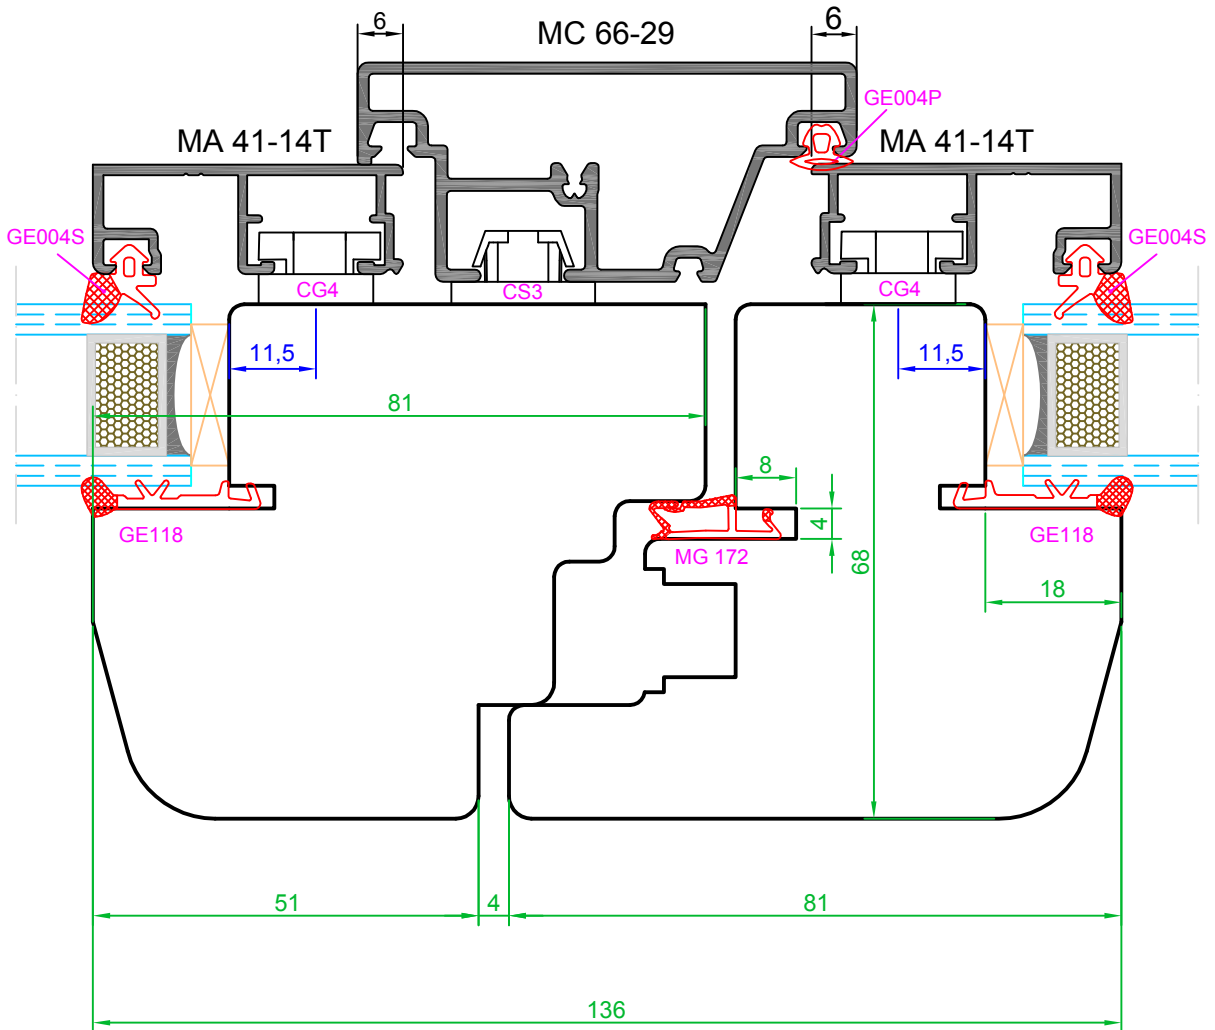 6
MC 66-29
6
GE004P
MA 41-14T
MA 41-14T
GE004S
GE004S
CG4
CS3
CG4
11,5
11,5
81
8
4
GE118
MG 172
68
GE118
18
51
4
81
136